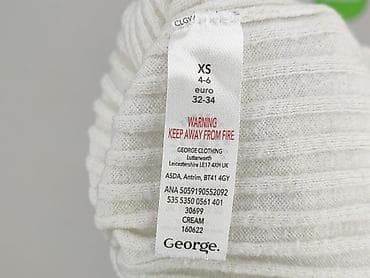 CLGV
XS
4-6
euro
32-34
WARNING
KEEP AWAY FROM FIRE
GEORGE CLOTHING
Lutterworth
Leicestershire LE17 4XH UK
ASDA, Antrim, BT41 4GY
ANA 5059190552092
535 5350 0561 401
30699
CREAM
160622
George.